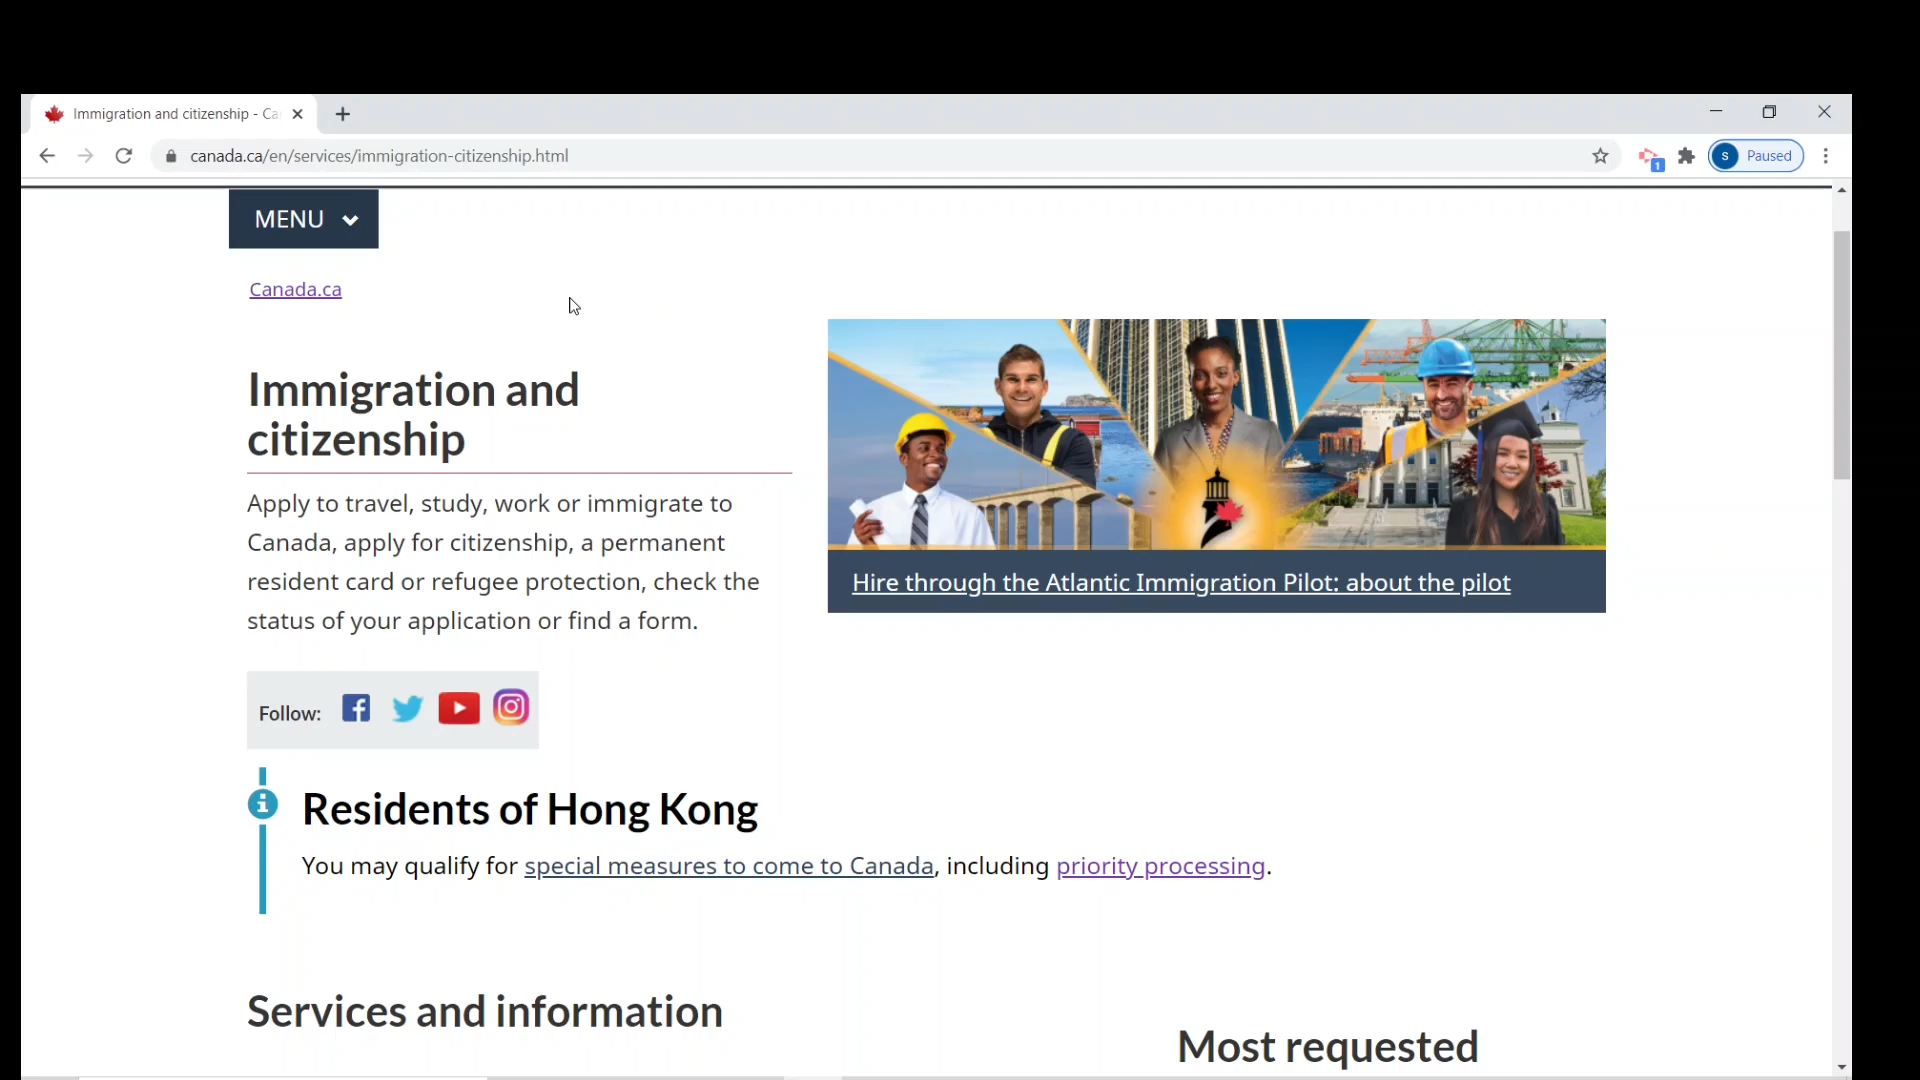 Immigration and citizenship - Ca
canada.ca/en/services/immigration-citizenship.html
1
S
Paused
MENU
Canada.ca
Immigration and
citizenship
Apply to travel, study, work or immigrate to
Canada, apply for citizenship, a permanent
resident card or refugee protection, check the
status of your application or find a form.
Hire through the Atlantic Immigration Pilot: about the pilot
Follow:
Residents of Hong Kong
You may qualify for special measures to come to Canada, including priority processing.
Services and information
Most requested